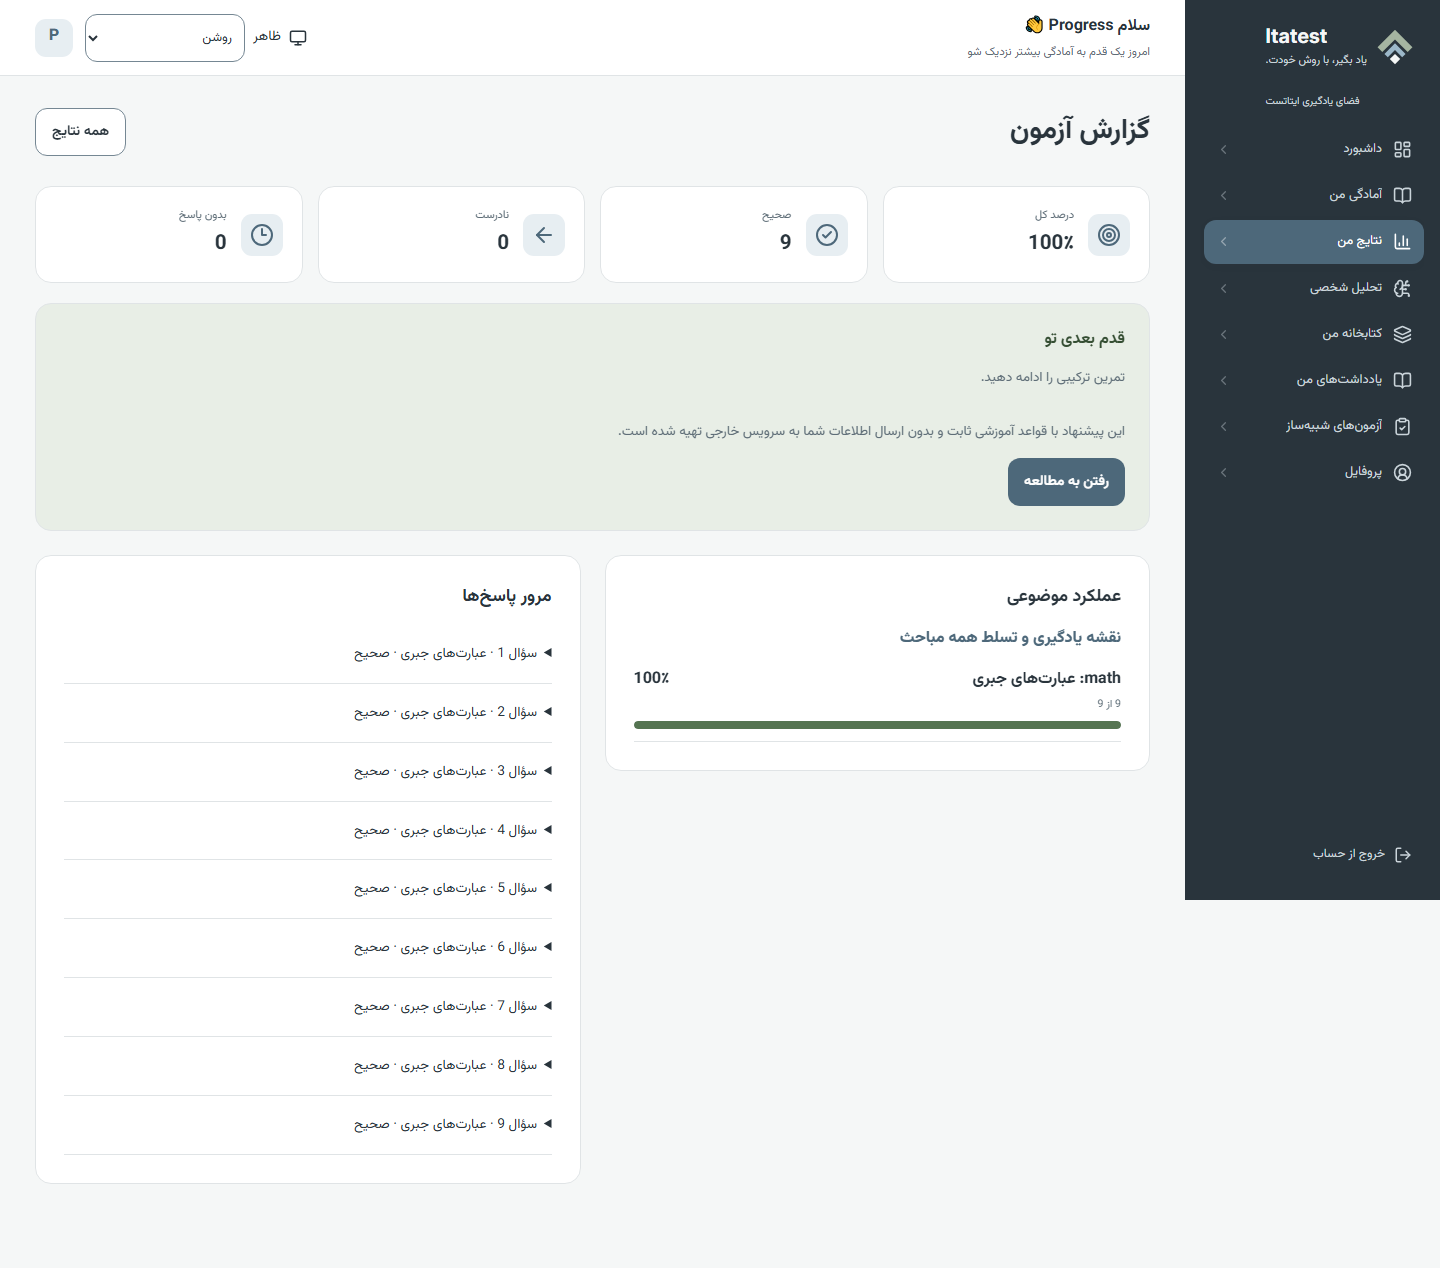 Itatest
یاد بگیر، با روش خودت.
فضای یادگیری ایتاتست
داشبورد
آمادگی من
نتایج من
تحلیل شخصی
کتابخانه من
یادداشت‌های من
آزمون‌های شبیه‌ساز
پروفایل
خروج از حساب
سلام Progress 👋
امروز یک قدم به آمادگی بیشتر نزدیک شو
ظاهر
روشن
P
گزارش آزمون
همه نتایج
درصد کل
100٪
صحیح
9
نادرست
0
بدون پاسخ
0
قدم بعدی تو
تمرین ترکیبی را ادامه دهید.
این پیشنهاد با قواعد آموزشی ثابت و بدون ارسال اطلاعات شما به سرویس خارجی تهیه شده است.
رفتن به مطالعه
عملکرد موضوعی
نقشه یادگیری و تسلط همه مباحث
math: عبارت‌های جبری
100٪
9 از 9
مرور پاسخ‌ها
سؤال 1 · عبارت‌های جبری · صحیح
سؤال 2 · عبارت‌های جبری · صحیح
سؤال 3 · عبارت‌های جبری · صحیح
سؤال 4 · عبارت‌های جبری · صحیح
سؤال 5 · عبارت‌های جبری · صحیح
سؤال 6 · عبارت‌های جبری · صحیح
سؤال 7 · عبارت‌های جبری · صحیح
سؤال 8 · عبارت‌های جبری · صحیح
سؤال 9 · عبارت‌های جبری · صحیح